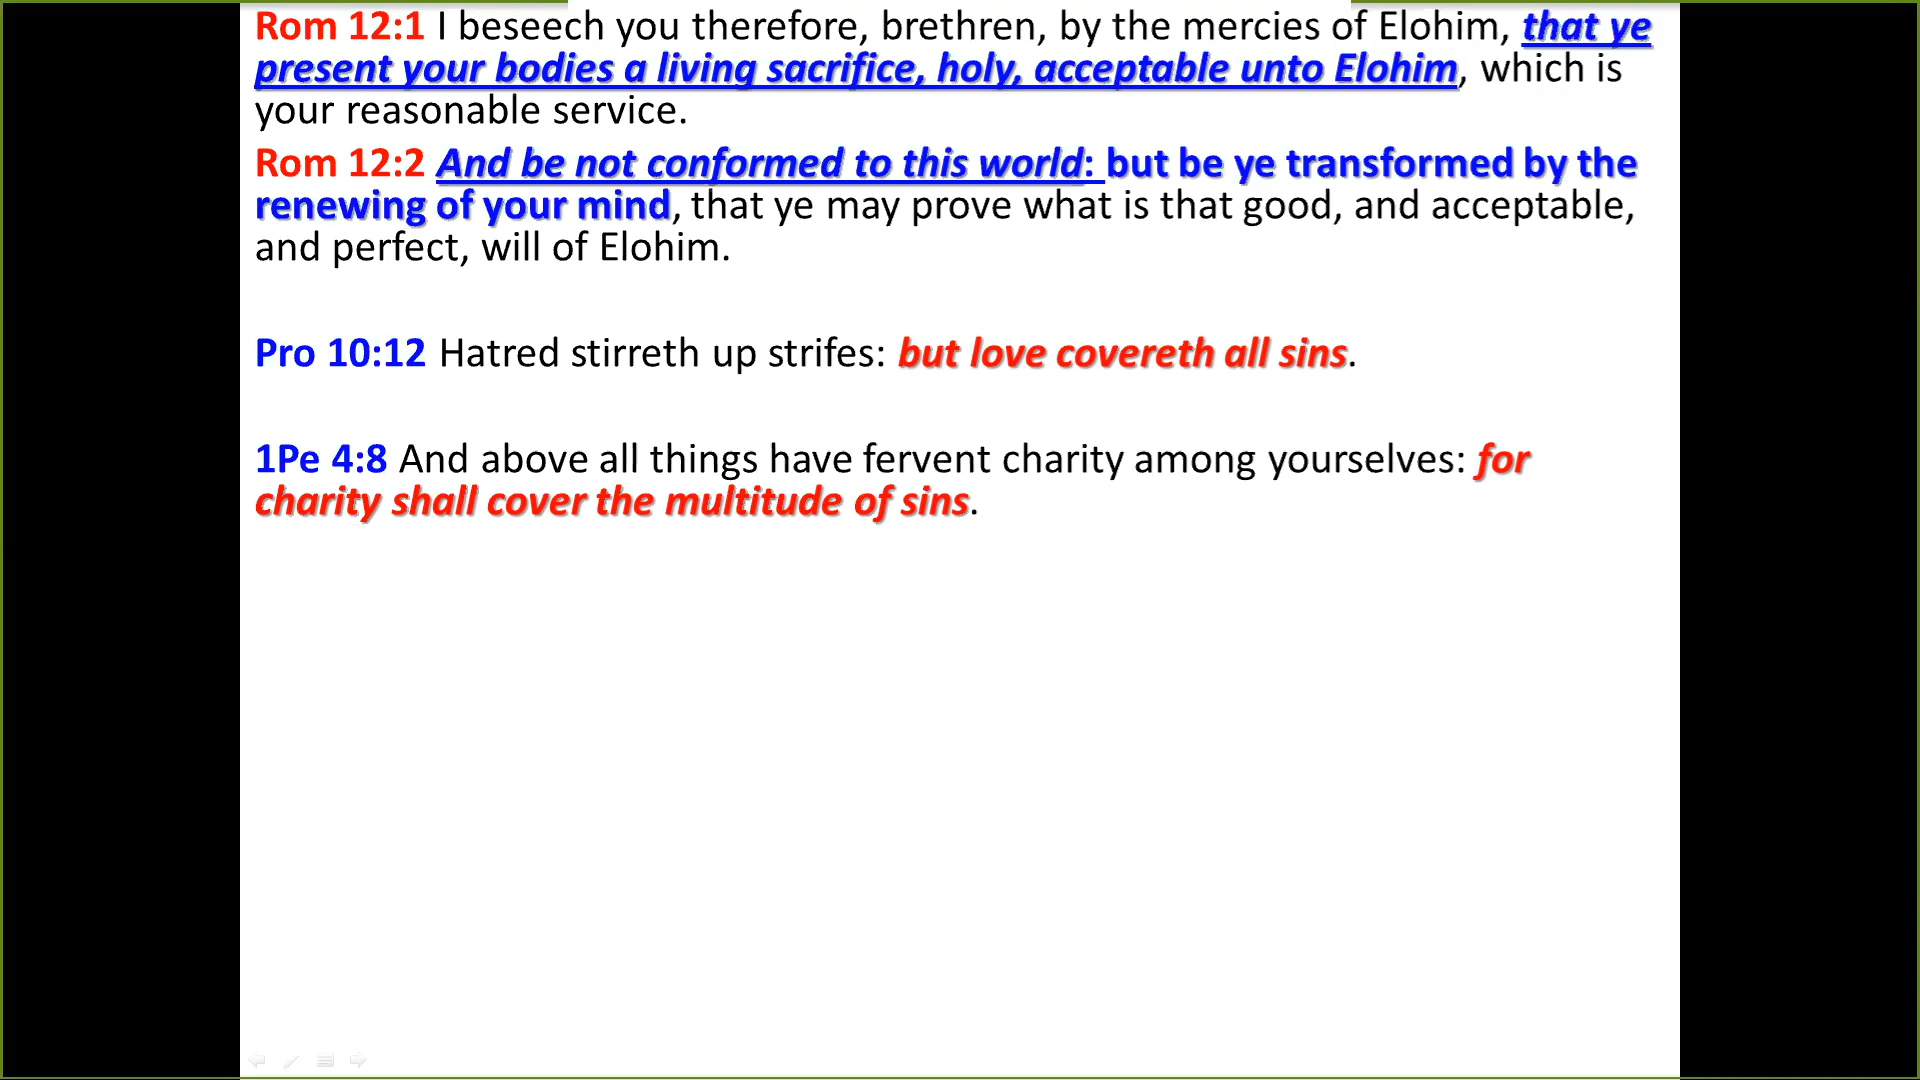 Rom 12:1 I beseech you therefore, brethren, by the mercies of Elohim, that ye
present your bodies a living sacrifice, holy, acceptable unto Elohim, which is
your reasonable service.
Rom 12:2 And be not conformed to this world: but be ye transformed by the
renewing of your mind, that ye may prove what is that good, and acceptable,
and perfect, will of Elohim.
Pro 10:12 Hatred stirreth up strifes: but love covereth all sins.
1Pe 4:8 And above all things have fervent charity among yourselves: for
charity shall cover the multitude of sins.